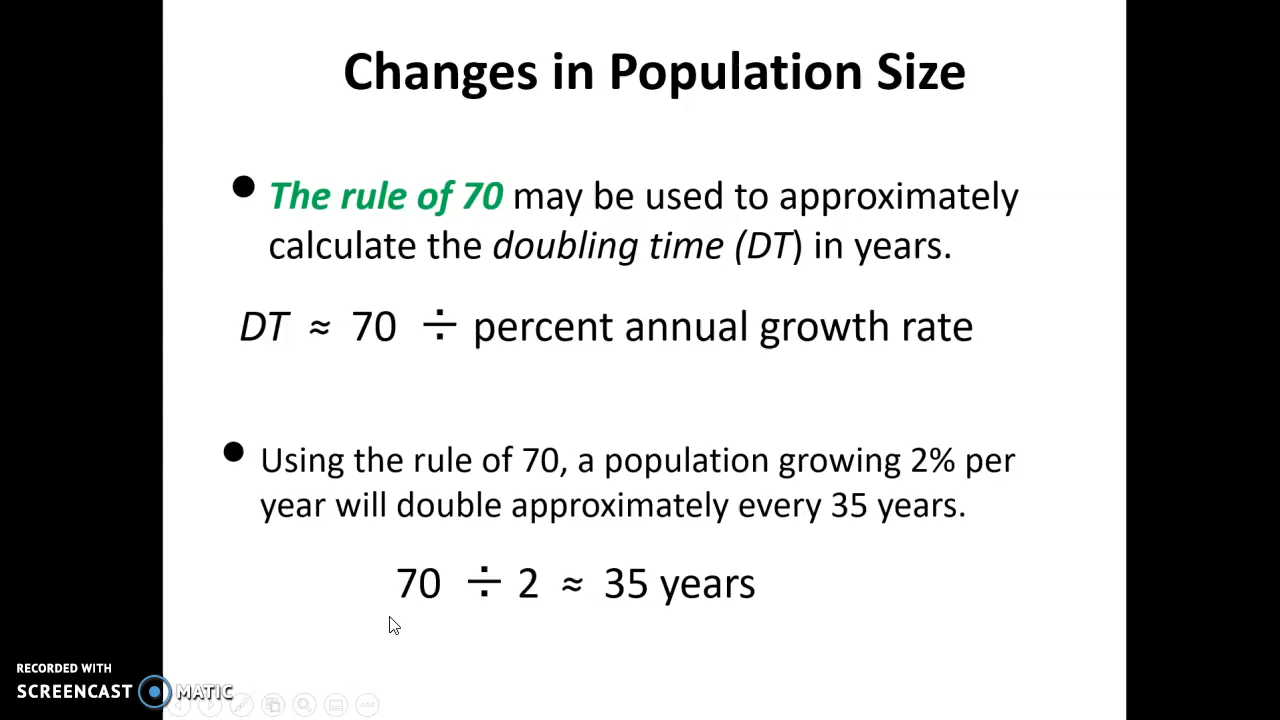 Changes in Population Size
• The rule of 70 may be used to approximately
calculate the doubling time (DT) in years.
DT ≈ 70 ÷ percent annual growth rate
• Using the rule of 70, a population growing 2% per
year will double approximately every 35 years.
70 ÷ 2 ≈ 35 years
RECORDED WITH
SCREENCAST MATIC